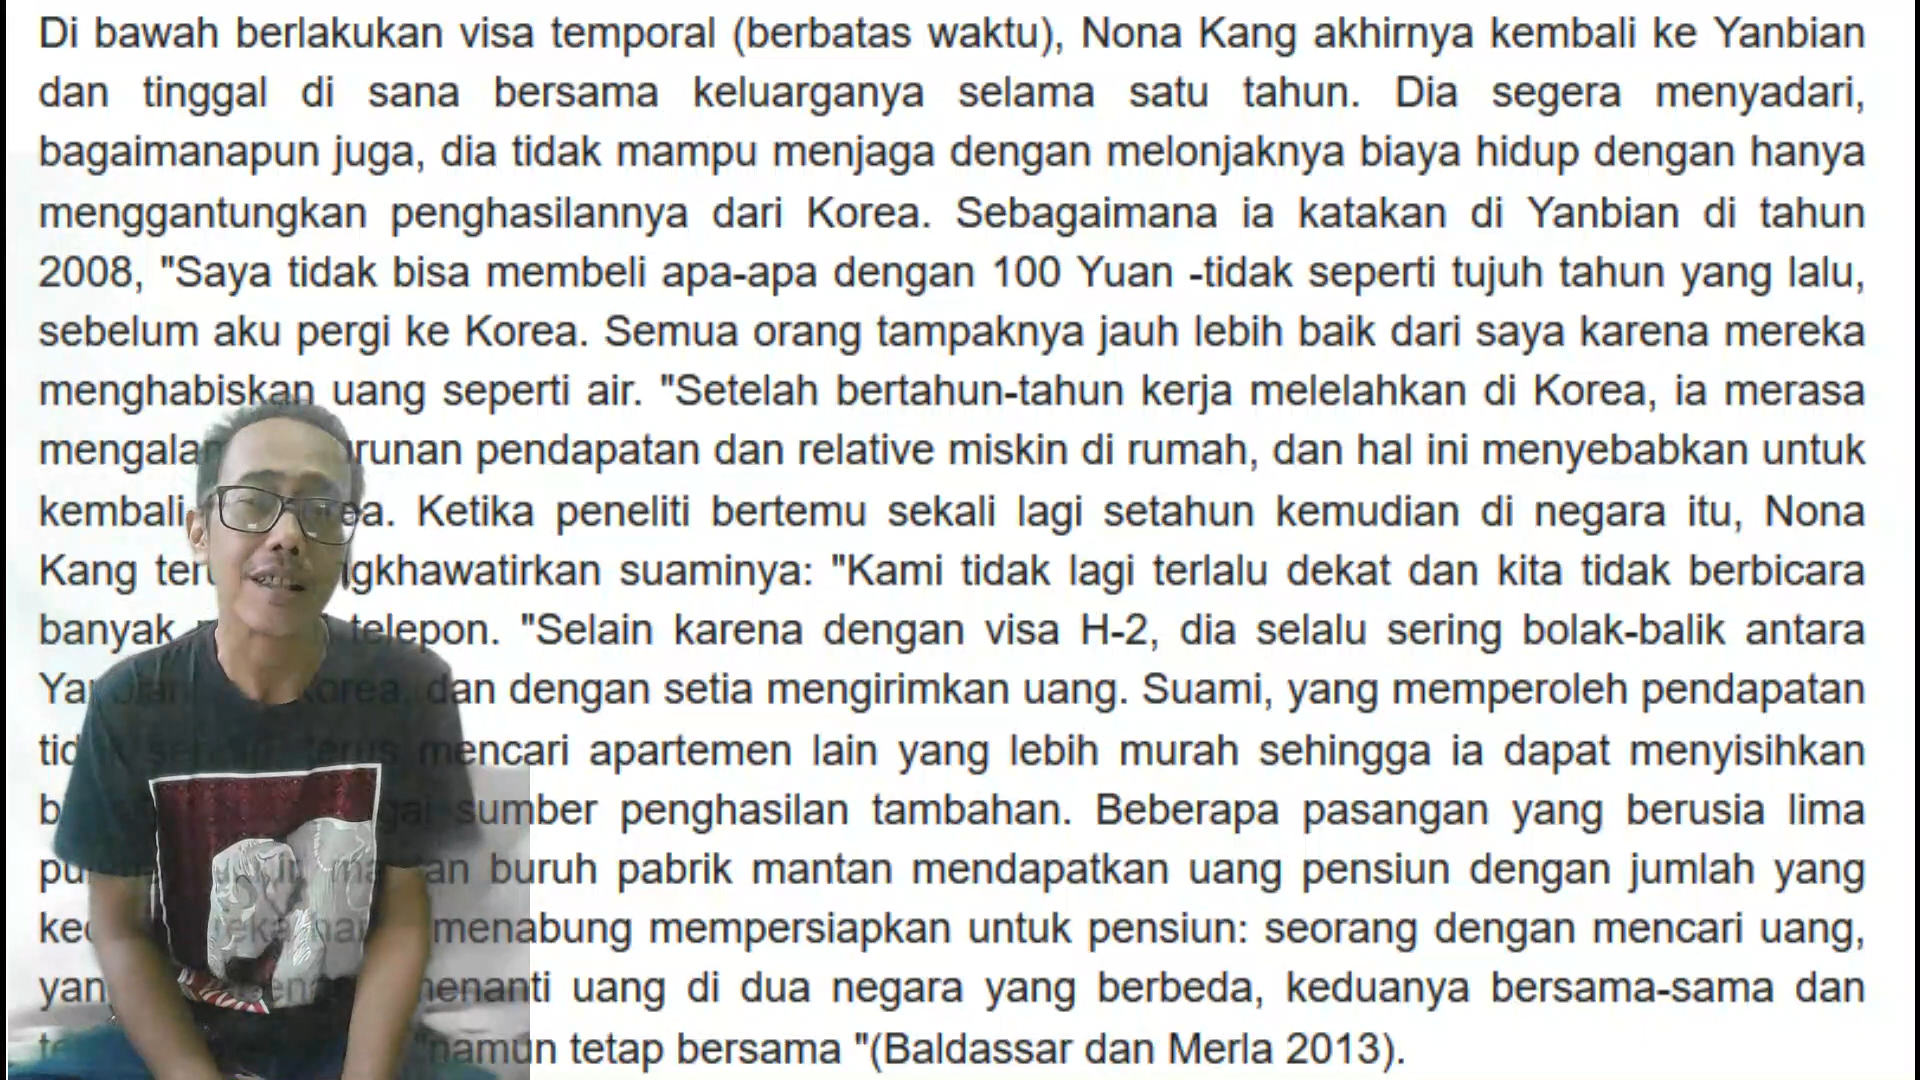 Di bawah berlakukan visa temporal (berbatas waktu), Nona Kang akhirnya kembali ke Yanbian
dan tinggal di sana bersama keluarganya selama satu tahun. Dia segera menyadari,
bagaimanapun juga, dia tidak mampu menjaga dengan melonjaknya biaya hidup dengan hanya
menggantungkan penghasilannya dari Korea. Sebagaimana ia katakan di Yanbian di tahun
2008, "Saya tidak bisa membeli apa-apa dengan 100 Yuan -tidak seperti tujuh tahun yang lalu,
sebelum aku pergi ke Korea. Semua orang tampaknya jauh lebih baik dari saya karena mereka
menghabiskan uang seperti air. "Setelah bertahun-tahun kerja melelahkan di Korea, ia merasa
pendapatan dan relative miskin di rumah, dan hal ini menyebabkan untuk
kembali Ketika peneliti bertemu sekali lagi setahun kemudian di negara itu, Nona
Kang suaminya: "Kami tidak lagi terlalu dekat dan kita tidak berbicara
banyak telepon. "Selain karena dengan visa H-2, dia selalu sering bolak-balik antara
Korea, dan dengan setia mengirimkan uang. Suami, yang memperoleh pendapatan
terus mencari apartemen lain yang lebih murah sehingga ia dapat menyisihkan
sumber penghasilan tambahan. Beberapa pasangan yang berusia lima
buruh pabrik mantan mendapatkan uang pensiun dengan jumlah yang
menabung mempersiapkan untuk pensiun: seorang dengan mencari uang,
menanti uang di dua negara yang berbeda, keduanya bersama-sama dan
"namun tetap bersama "(Baldassar dan Merla 2013).